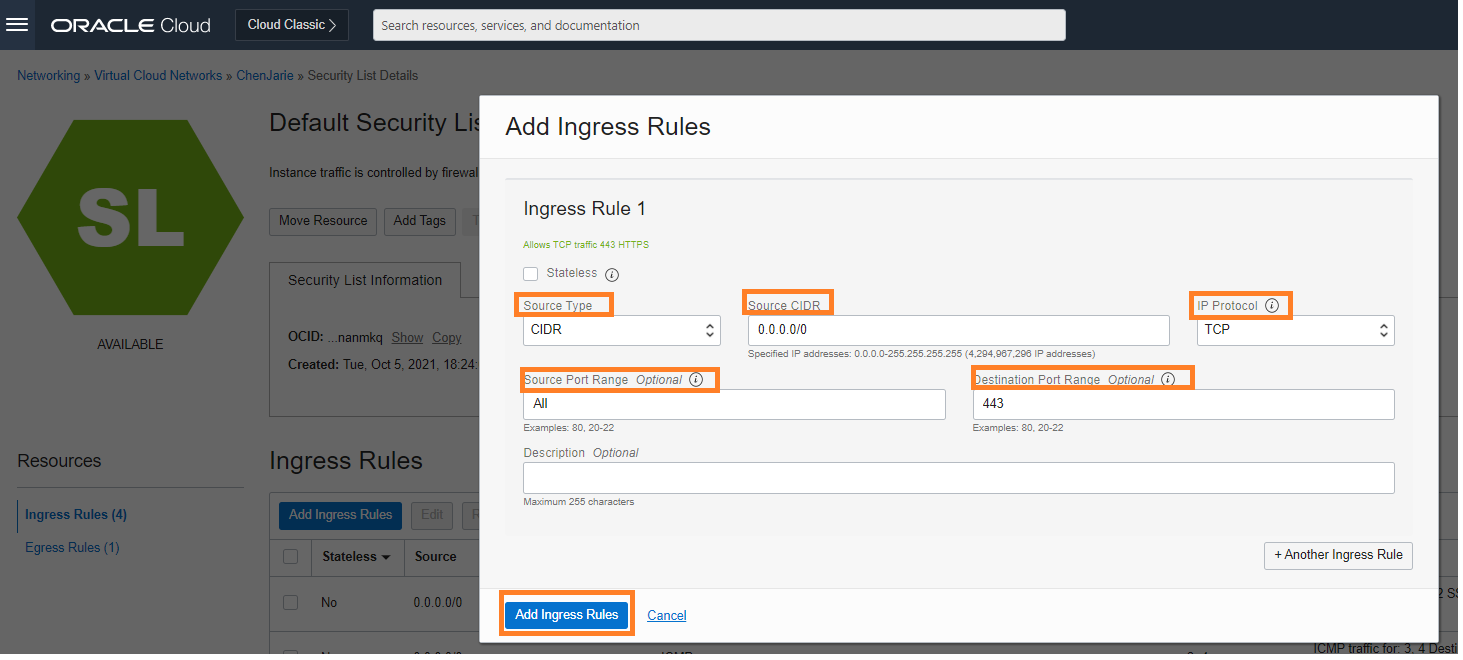 ORACLE Cloud
Cloud Classic
Search resources, services, and documentation
Networking » Virtual Cloud Networks » ChenJarie » Security List Details
SL
AVAILABLE
Default Security
Instance traffic is controlled by
Move Resource
Add Tags
Security List Information
OCID: ...nanmkq Show Copy
Created: Tue, Oct 5, 2021, 18:24:
Resources
Ingress Rules (4)
Egress Rules (1)
Ingress Rules
Add Ingress Rules
Edit
Stateless
Source
No
0.0.0.0/0
Add Ingress Rules
Ingress Rule 1
Allows TCP traffic 443 HTTPS
Stateless
Source Type
Source CIDR
IP Protocol
CIDR
0.0.0.0/0
TCP
Specified IP addresses: 0.0.0.0-255.255.255.255 (4,294,967,296 IP addresses)
Source Port Range Optional
Destination Port Range Optional
All
443
Examples: 80, 20-22
Examples: 80, 20-22
Description Optional
Maximum 255 characters
+ Another Ingress Rule
Add Ingress Rules
Cancel
ICMP traffic for: 3, 4